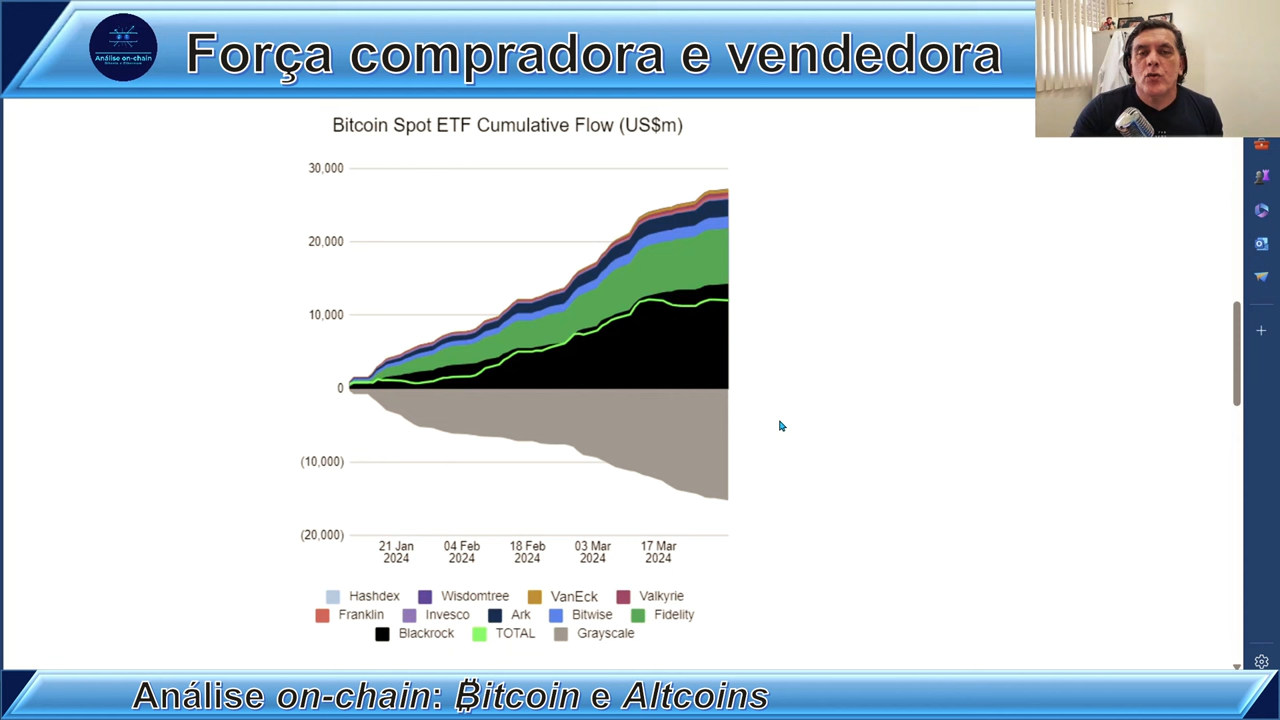 Análise on-chain
Bitcoin e Altcoins
Força compradora e vendedora
Bitcoin Spot ETF Cumulative Flow (US$m)
30,000
20,000
10,000
0
(10,000)
(20,000)
21 Jan 2024
04 Feb 2024
18 Feb 2024
03 Mar 2024
17 Mar 2024
Hashdex Wisdomtree VanEck Valkyrie
Franklin Invesco Ark Bitwise Fidelity
Blackrock TOTAL Grayscale
Análise on-chain: ₿itcoin e Altcoins